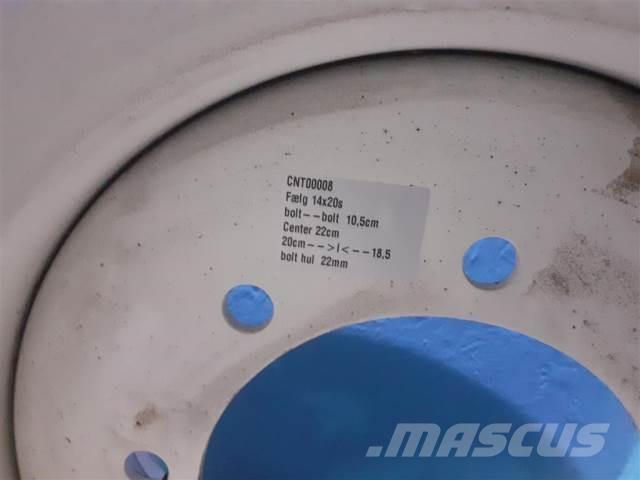 CNT00008
Fælg 14x20s
bolt--bolt 10,5cm
Center 22cm
20cm-->I<--18,5
bolt hul 22mm
.MASCUS